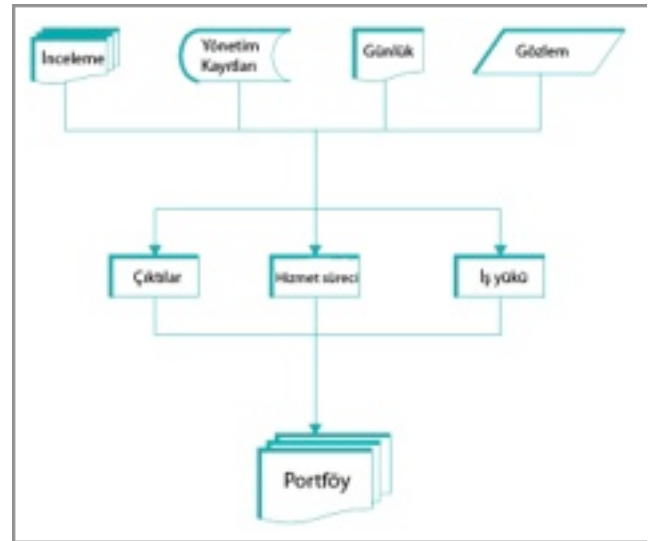 İnceleme
Yönetim
Kayıtları
Günlük
Gözlem
Çıktılar
Hizmet süreci
İş yükü
Portföy